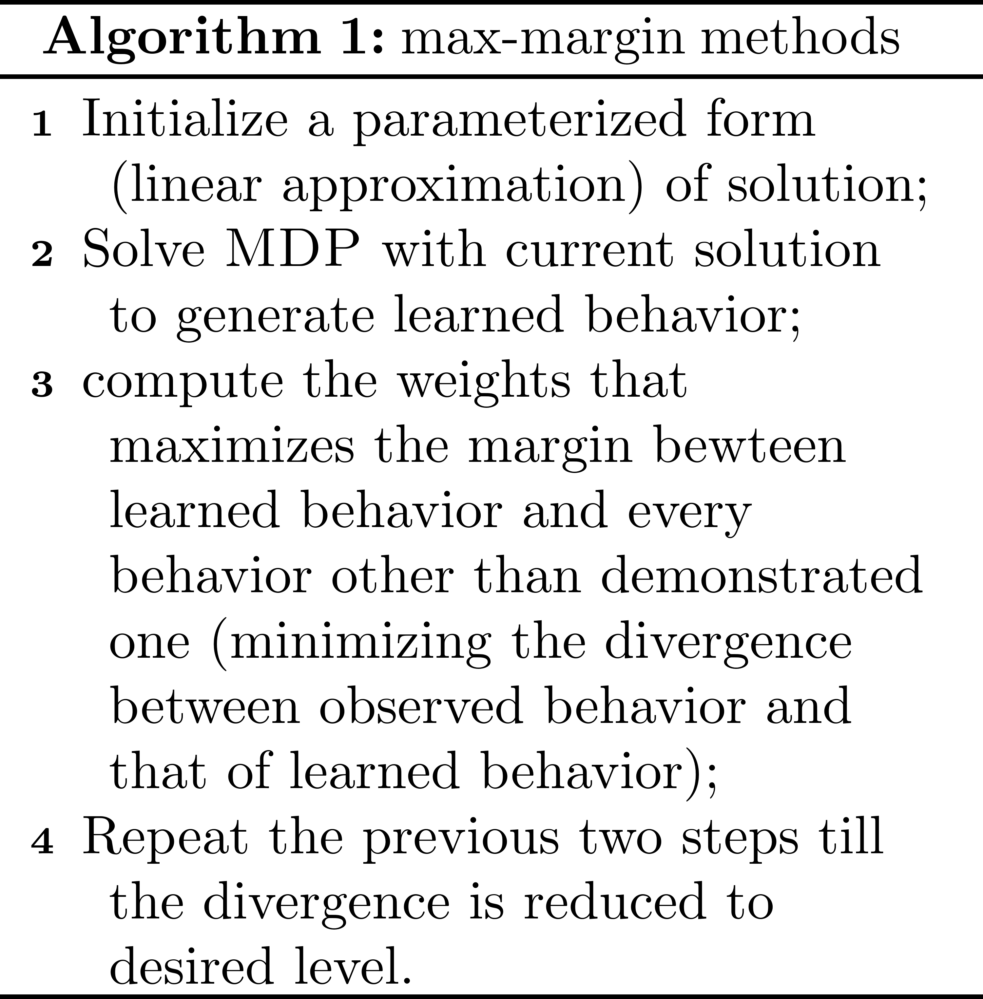 Algorithm 1: max-margin methods
1 Initialize a parameterized form
(linear approximation) of solution;
2 Solve MDP with current solution
to generate learned behavior;
3 compute the weights that
maximizes the margin bewteen
learned behavior and every
behavior other than demonstrated
one (minimizing the divergence
between observed behavior and
that of learned behavior);
4 Repeat the previous two steps till
the divergence is reduced to
desired level.